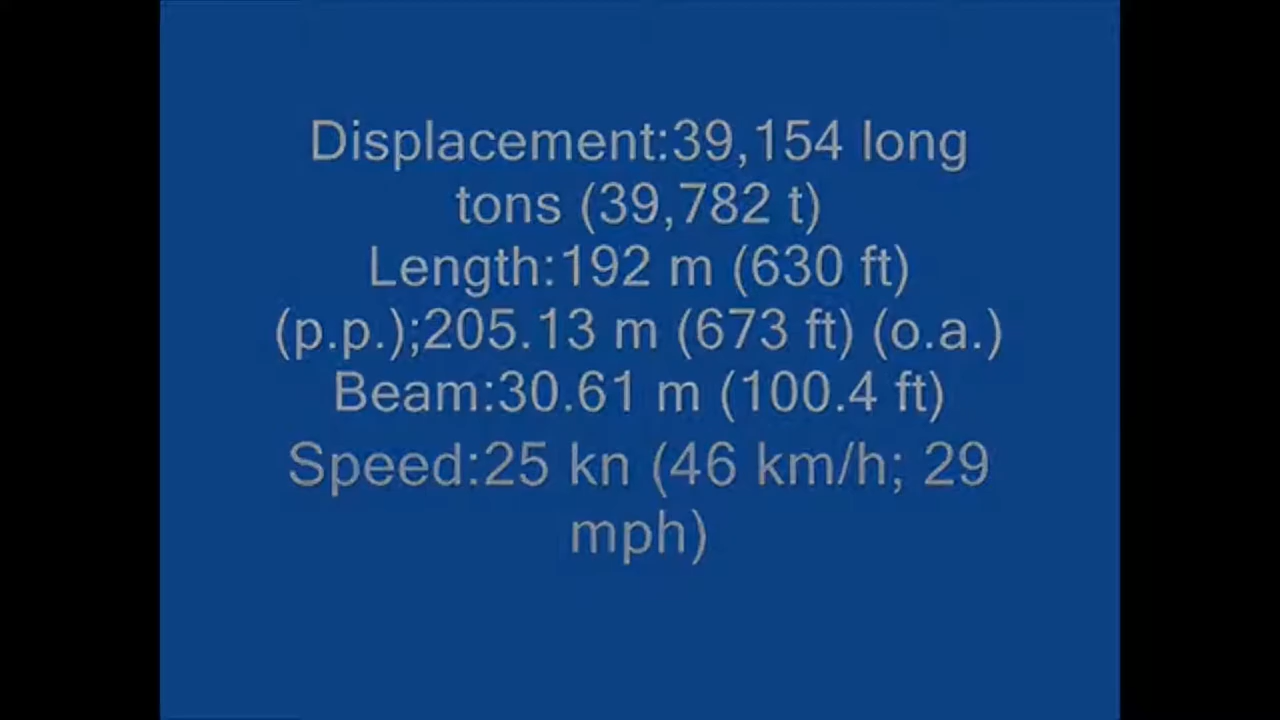 Displacement:39,154 long
tons (39,782 t)
Length:192 m (630 ft)
(p.p.);205.13 m (673 ft) (o.a.)
Beam:30.61 m (100.4 ft)
Speed:25 kn (46 km/h; 29
mph)